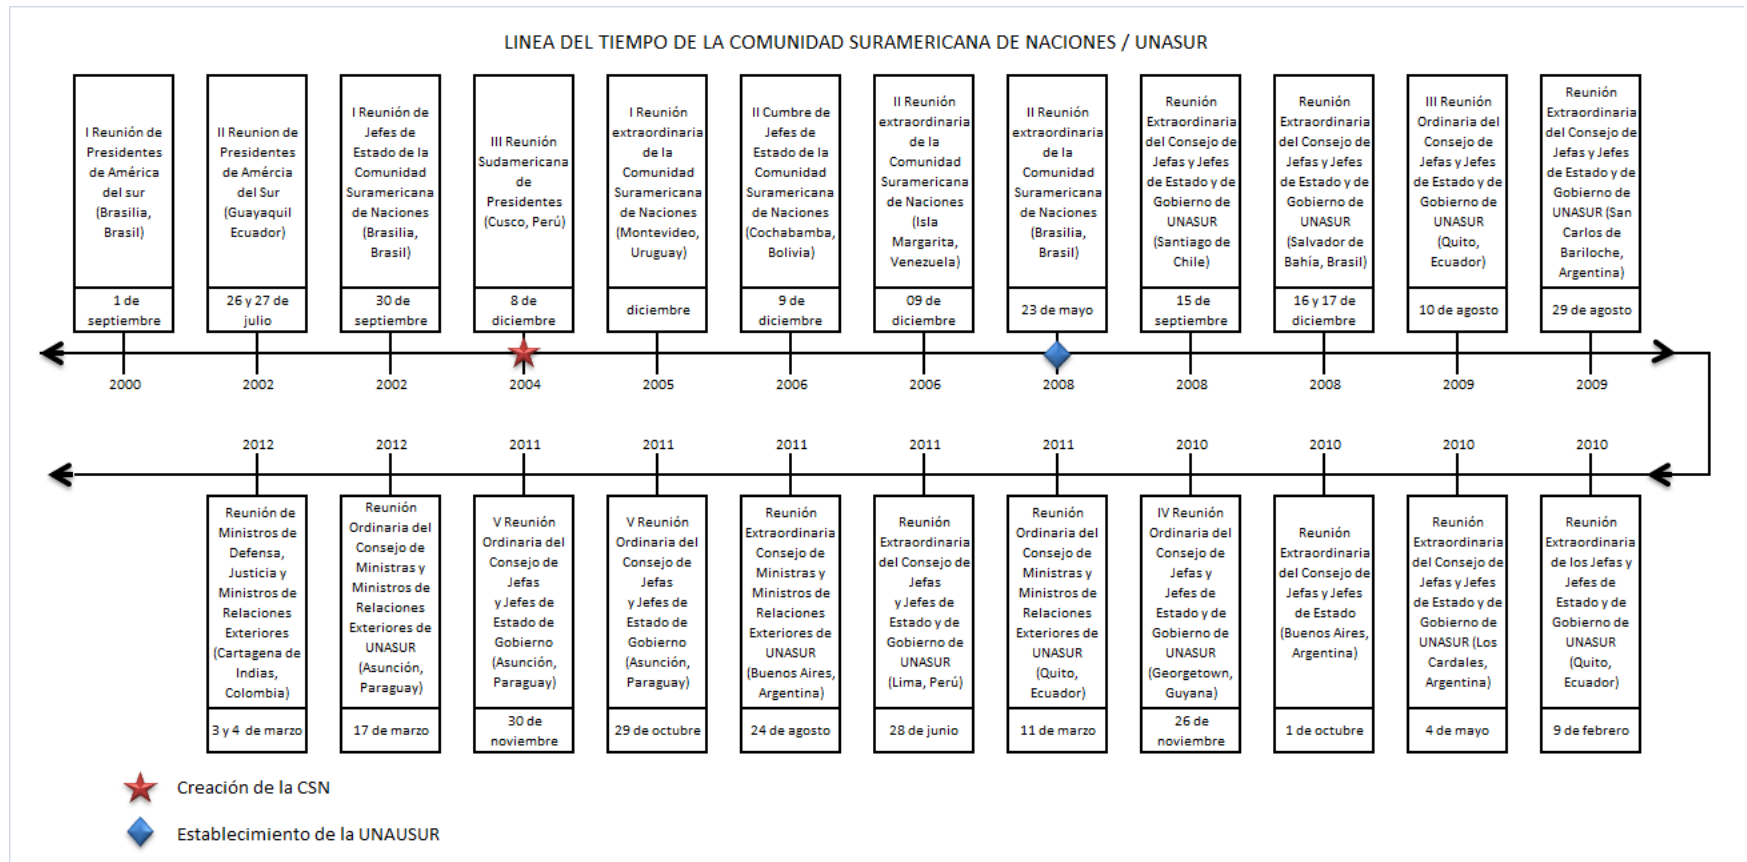 LINEA DEL TIEMPO DE LA COMUNIDAD SURAMERICANA DE NACIONES / UNASUR
I Reunión de
Presidentes
de América
del sur
(Brasilia,
Brasil)
1 de
septiembre
2000
II Reunion de
Presidentes
de Amércia
del Sur
(Guayaquil
Ecuador)
26 y 27 de
julio
2002
I Reunión de
Jefes de
Estado de la
Comunidad
Suramericana
de Naciones
(Brasilia,
Brasil)
30 de
septiembre
2002
III Reunión
Sudamericana
de
Presidentes
(Cusco, Perú)
8 de
diciembre
2004
I Reunión
extraordinaria
de la
Comunidad
Suramericana
de Naciones
(Montevideo,
Uruguay)
diciembre
2005
II Cumbre de
Jefes de
Estado de la
Comunidad
Suramericana
de Naciones
(Cochabamba,
Bolivia)
9 de
diciembre
2006
II Reunión
extraordinaria
de la
Comunidad
Suramericana
de Naciones
(Isla
Margarita,
Venezuela)
09 de
diciembre
2006
II Reunión
extraordinaria
de la
Comunidad
Suramericana
de Naciones
(Brasilia,
Brasil)
23 de mayo
2008
Reunión
Extraordinaria
del Consejo de
Jefas y Jefes
de Estado y de
Gobierno de
UNASUR
(Santiago de
Chile)
15 de
septiembre
2008
Reunión
Extraordinaria
del Consejo de
Jefas y Jefes
de Estado y de
Gobierno de
UNASUR
(Salvador de
Bahía, Brasil)
16 y 17 de
diciembre
2008
III Reunión
Ordinaria del
Consejo de
Jefas y Jefes
de Estado y de
Gobierno de
UNASUR
(Quito,
Ecuador)
10 de agosto
2009
Reunión
Extraordinaria
del Consejo de
Jefas y Jefes
de Estado y de
Gobierno de
UNASUR (San
Carlos de
Bariloche,
Argentina)
29 de agosto
2009
2012
Reunión de
Ministros de
Defensa,
Justicia y
Ministros de
Relaciones
Exteriores
(Cartagena de
Indias,
Colombia)
3 y 4 de marzo
2012
Reunión
Ordinaria del
Consejo de
Ministras y
Ministros de
Relaciones
Exteriores de
UNASUR
(Asunción,
Paraguay)
17 de marzo
2011
V Reunión
Ordinaria del
Consejo de
Jefas
y Jefes de
Estado de
Gobierno
(Asunción,
Paraguay)
30 de
noviembre
2011
V Reunión
Ordinaria del
Consejo de
Jefas
y Jefes de
Estado de
Gobierno
(Asunción,
Paraguay)
29 de octubre
2011
Reunión
Extraordinaria
Consejo de
Ministras y
Ministros de
Relaciones
Exteriores de
UNASUR
(Buenos Aires,
Argentina)
24 de agosto
2011
Reunión
Extraordinaria
del Consejo de
Jefas
y Jefes de
Estado y de
Gobierno de
UNASUR
(Lima, Perú)
28 de junio
2011
Reunión
Ordinaria del
Consejo de
Ministras y
Ministros de
Relaciones
Exteriores de
UNASUR
(Quito,
Ecuador)
11 de marzo
2010
IV Reunión
Ordinaria del
Consejo de
Jefas y
Jefes de
Estado y de
Gobierno de
UNASUR
(Georgetown,
Guyana)
26 de
noviembre
2010
Reunión
Extraordinaria
del Consejo de
Jefas y Jefes
de Estado
(Buenos Aires,
Argentina)
1 de octubre
2010
Reunión
Extraordinaria
del Consejo de
Jefas y Jefes
de Estado y de
Gobierno de
UNASUR (Los
Cardales,
Argentina)
4 de mayo
2010
Reunión
Extraordinaria
de los Jefas y
Jefes de
Estado y de
Gobierno de
UNASUR
(Quito,
Ecuador)
9 de febrero
Creación de la CSN
Establecimiento de la UNAUSUR